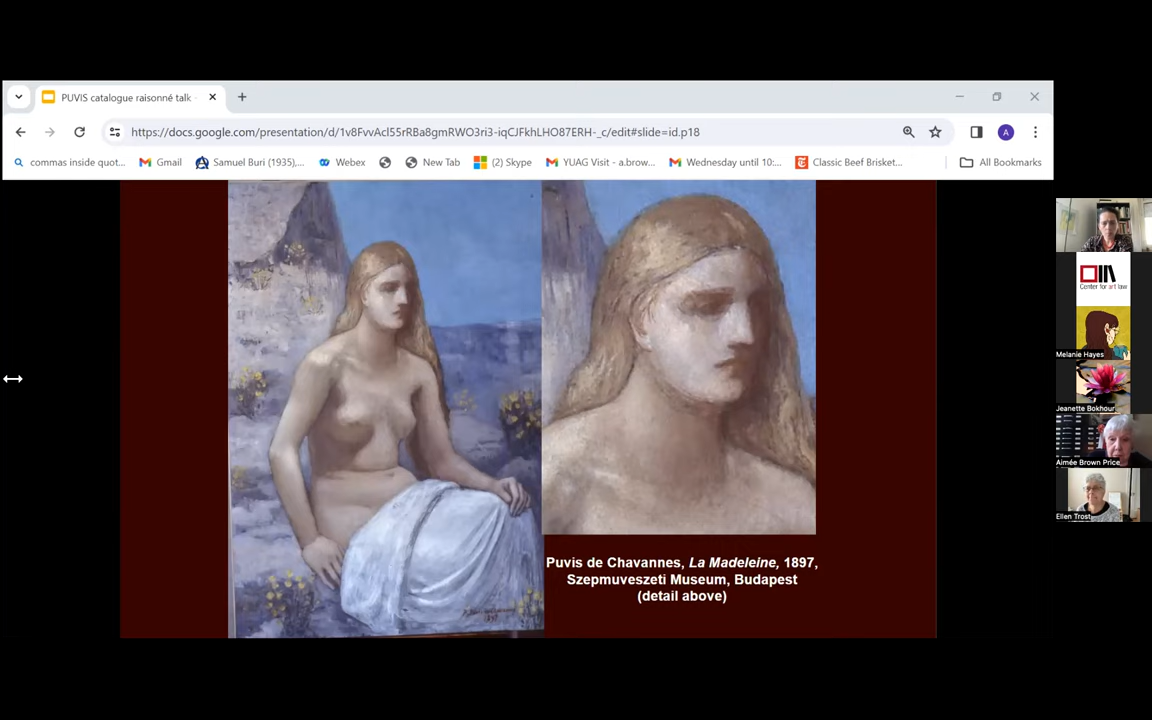 PUVIS catalogue raisonné talk
https://docs.google.com/presentation/d/1v8FvvAcl55rRBa8gmRWO3ri3-iqCJFkhLHO87ERH-_c/edit#slide=id.p18
A
commas inside quot... Gmail Samuel Buri (1935),... Webex New Tab (2) Skype YUAG Visit - a.brow... Wednesday until 10:... Classic Beef Brisket... All Bookmarks
Center for art law
Melanie Hayes
Jeanette Bokhour
Aimée Brown Price
Ellen Trost
Puvis de Chavannes, La Madeleine, 1897,
Szepmuveszeti Museum, Budapest
(detail above)